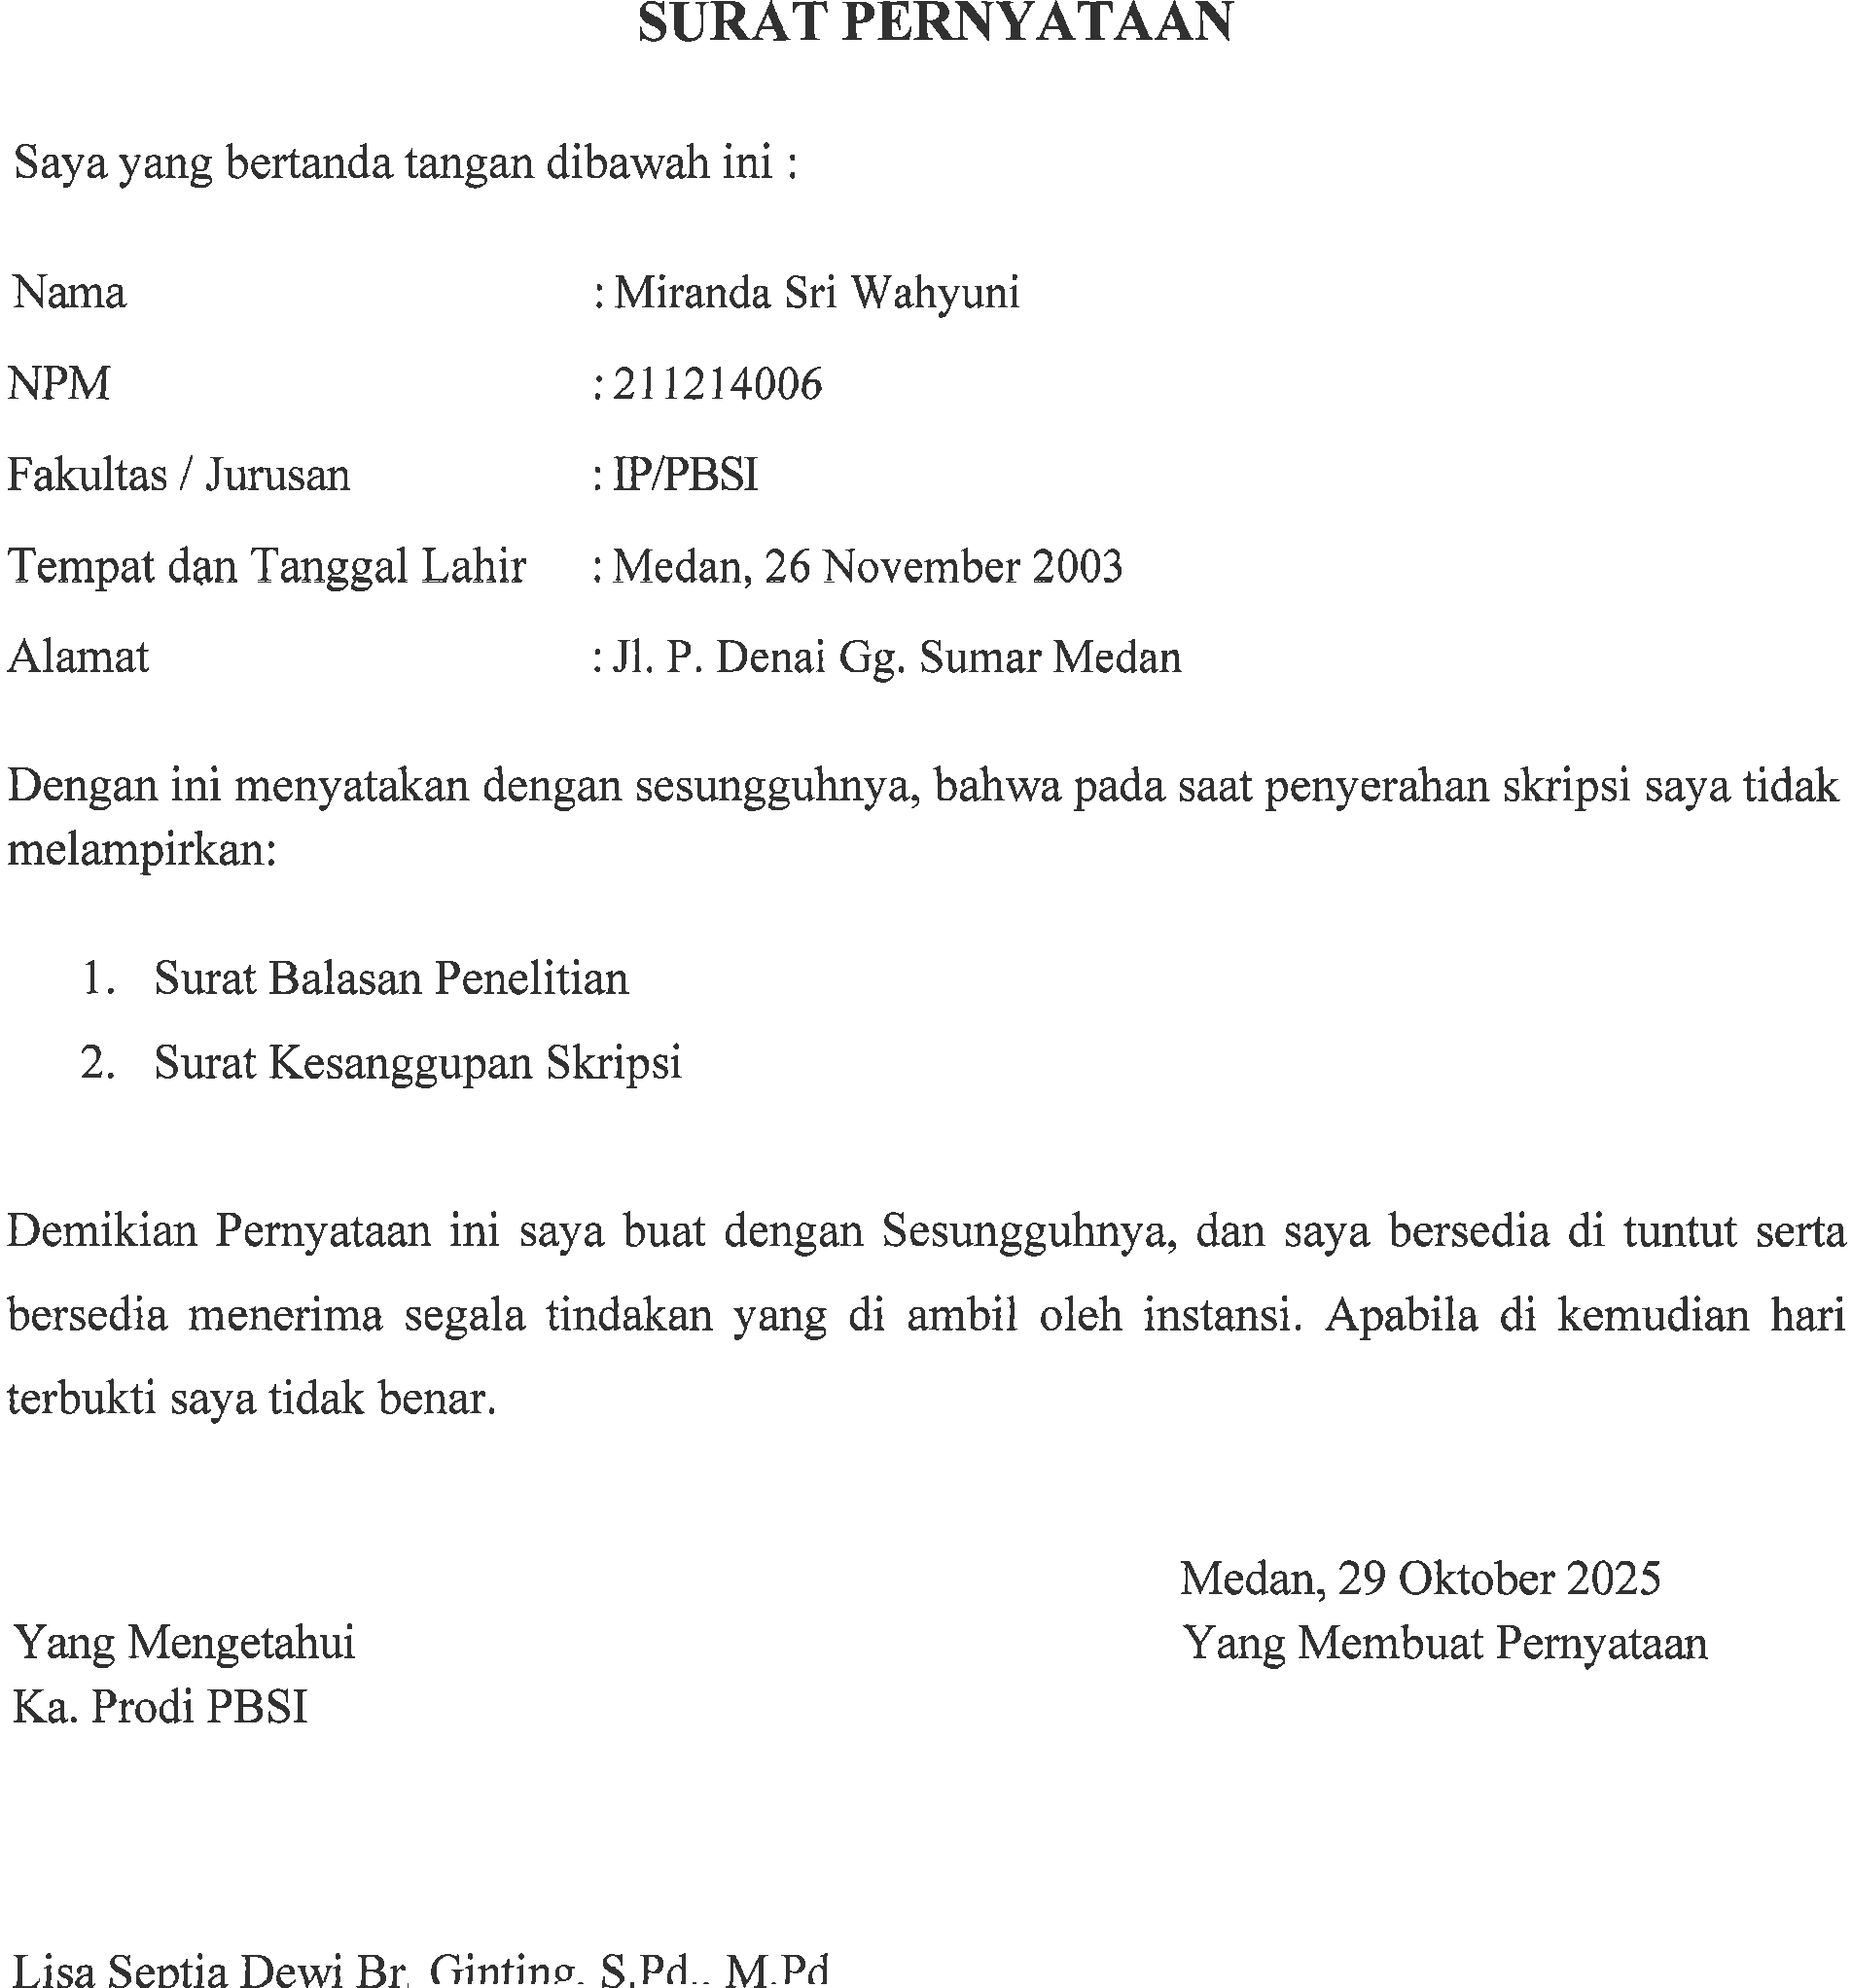 SURAT PERNYATAAN
Saya yang bertanda tangan dibawah ini :
Nama : Miranda Sri Wahyuni
NPM : 211214006
Fakultas / Jurusan : IP/PBSI
Tempat dan Tanggal Lahir : Medan, 26 November 2003
Alamat : Jl. P. Denai Gg. Sumar Medan
Dengan ini menyatakan dengan sesungguhnya, bahwa pada saat penyerahan skripsi saya tidak
melampirkan:
1. Surat Balasan Penelitian
2. Surat Kesanggupan Skripsi
Demikian Pernyataan ini saya buat dengan Sesungguhnya, dan saya bersedia di tuntut serta
bersedia menerima segala tindakan yang di ambil oleh instansi. Apabila di kemudian hari
terbukti saya tidak benar.
Medan, 29 Oktober 2025
Yang Mengetahui Yang Membuat Pernyataan
Ka. Prodi PBSI
Lisa Septia Dewi Br. Ginting, S.Pd., M.Pd